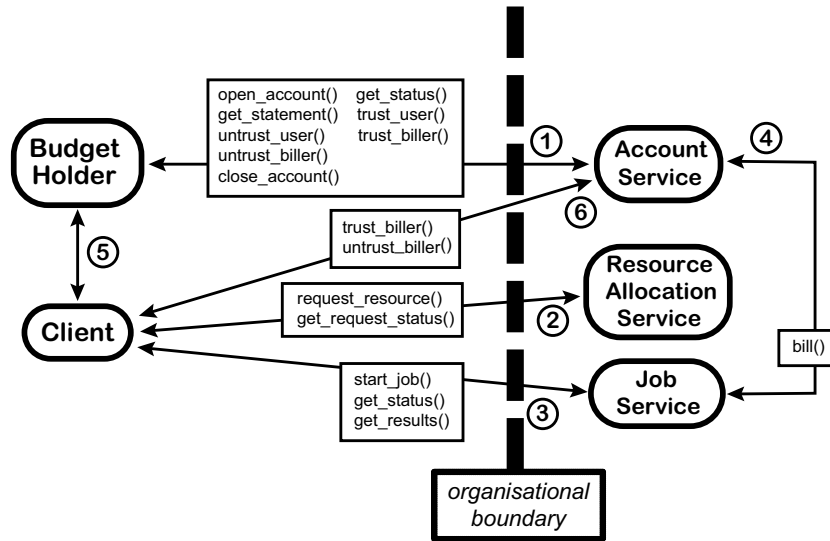 open_account() get_status()
get_statement() trust_user()
untrust_user() trust_biller()
untrust_biller()
close_account()
Budget
Holder
1
Account
Service
4
6
trust_biller()
untrust_biller()
5
Client
request_resource()
get_request_status()
2
Resource
Allocation
Service
bill()
start_job()
get_status()
get_results()
3
Job
Service
organisational
boundary